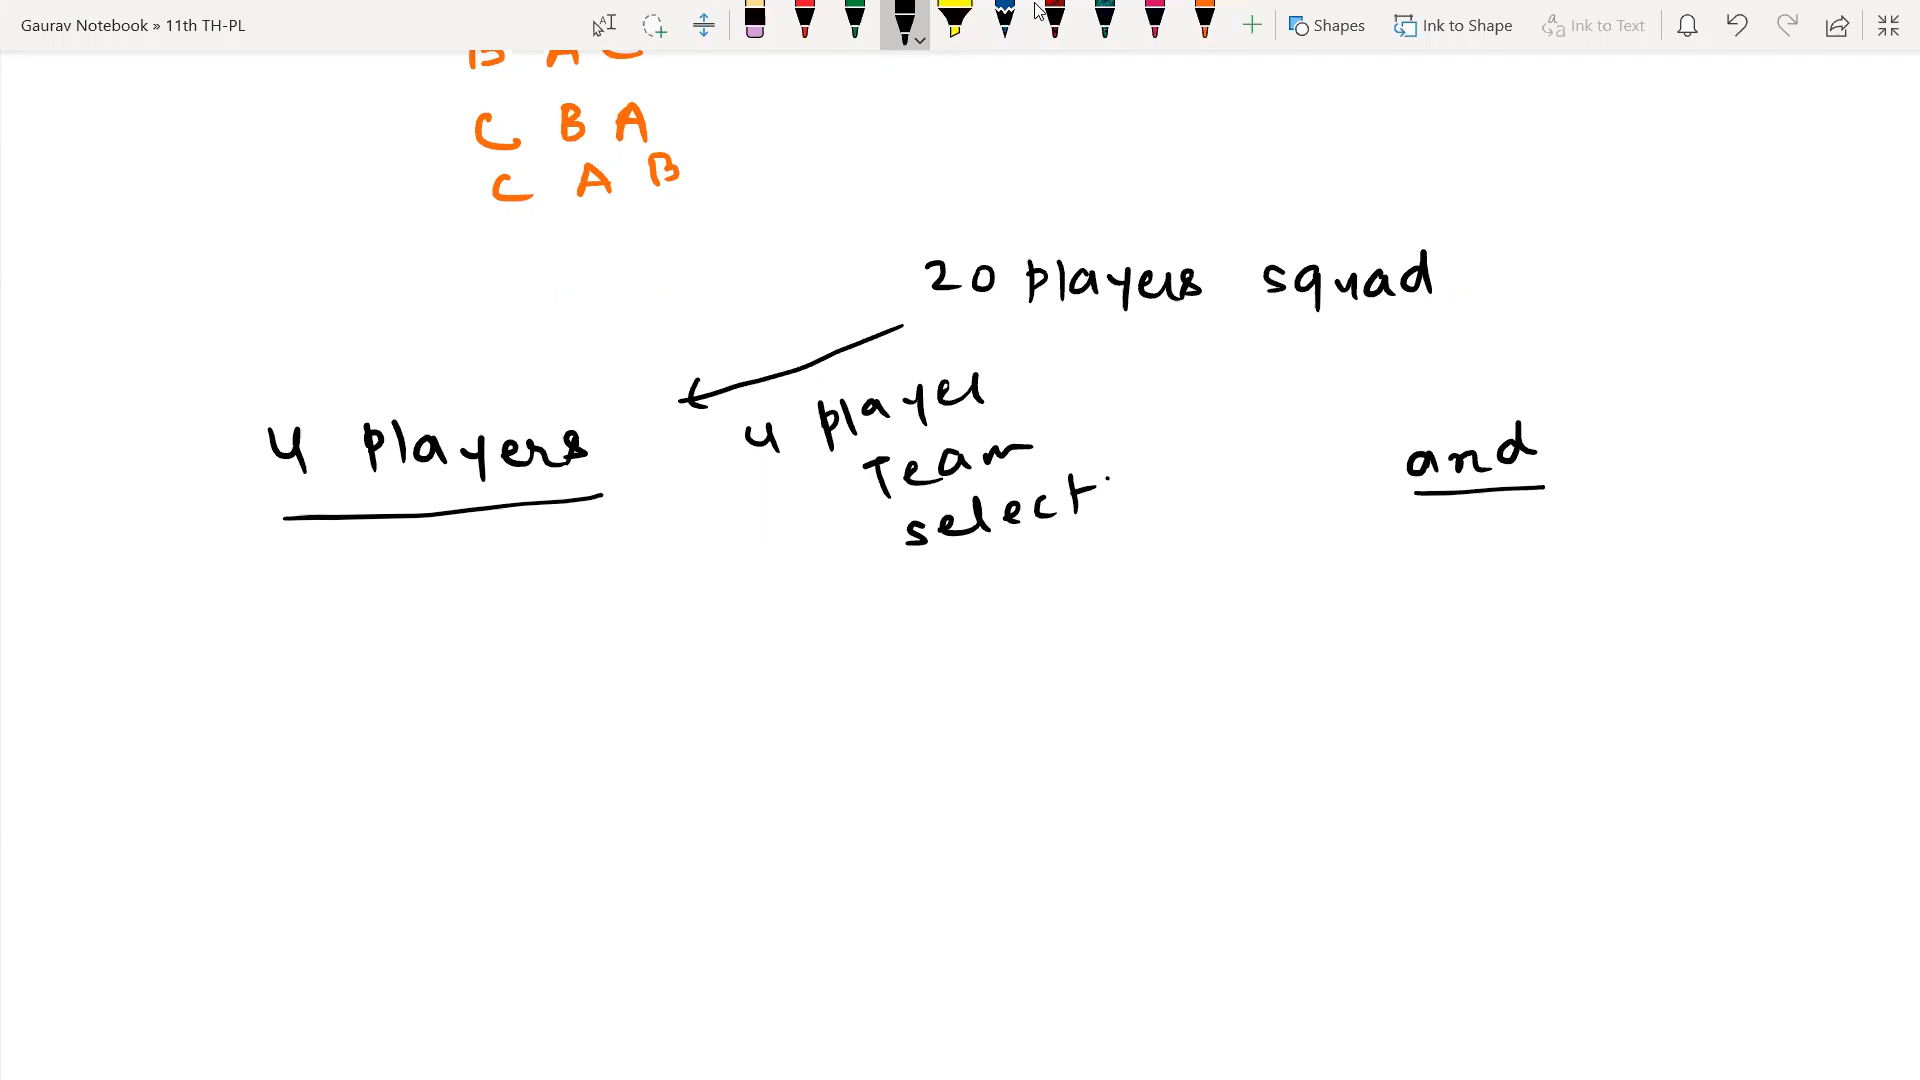 Gaurav Notebook » 11th TH-PL
Shapes
Ink to Shape
Ink to Text
B A C
C B A
C A B
20 players squad
4 players
4 player
Team
select
and